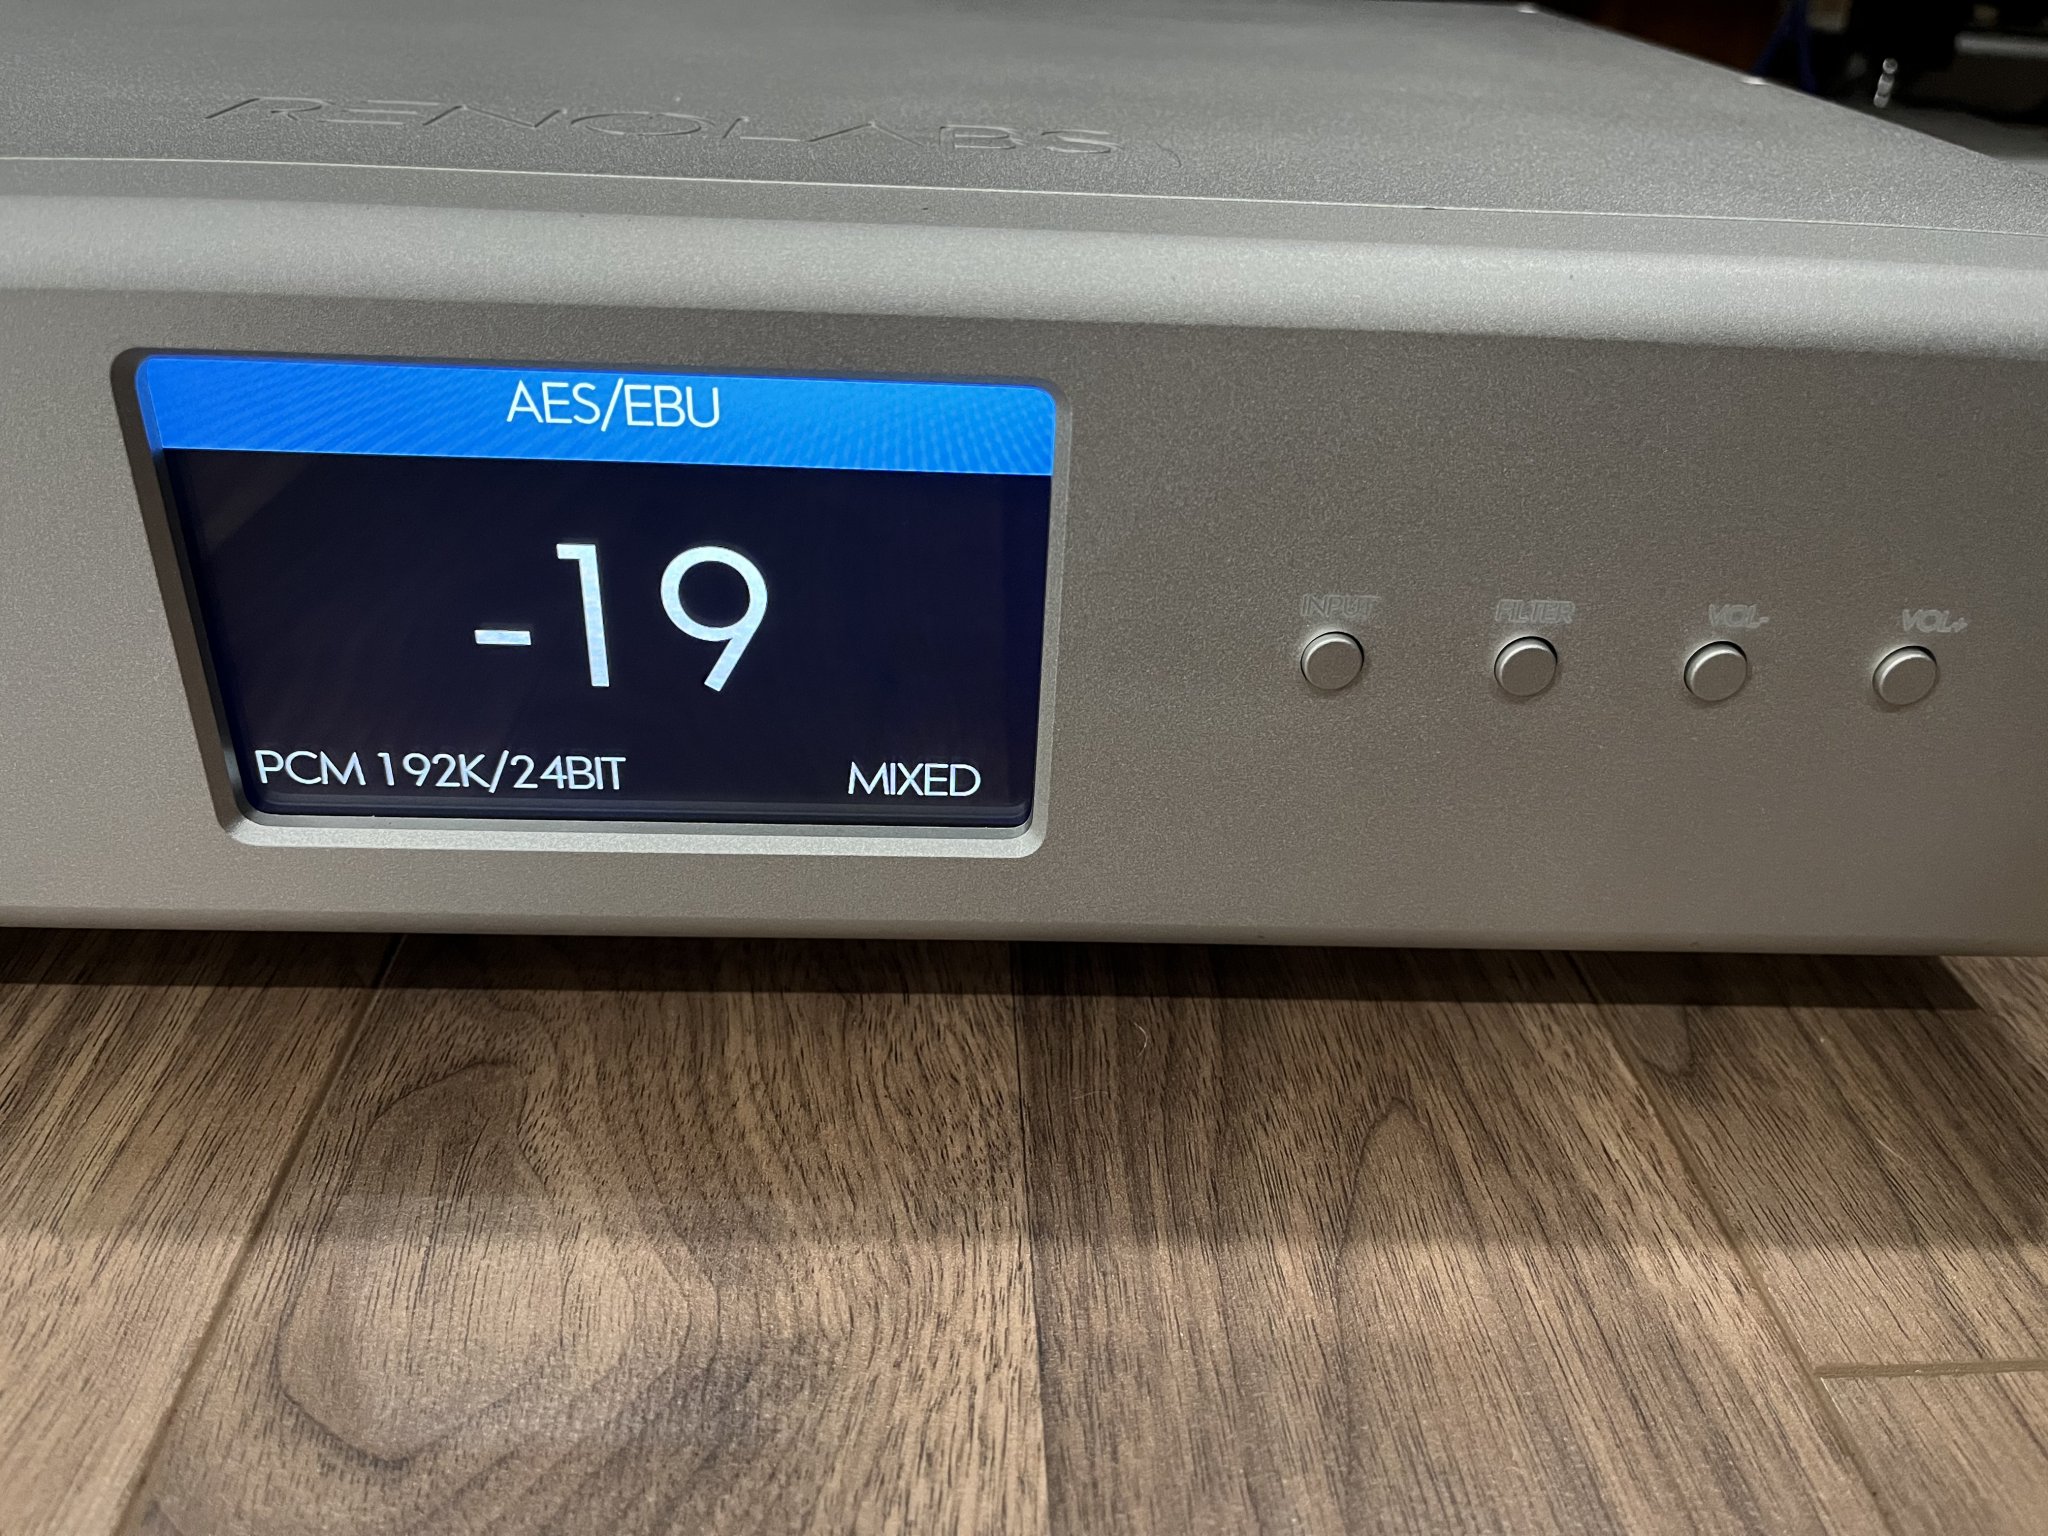 RENOLABS
AES/EBU
-19
PCM 192K/24BIT
MIXED
INPUT
FILTER
VOL-
VOL+